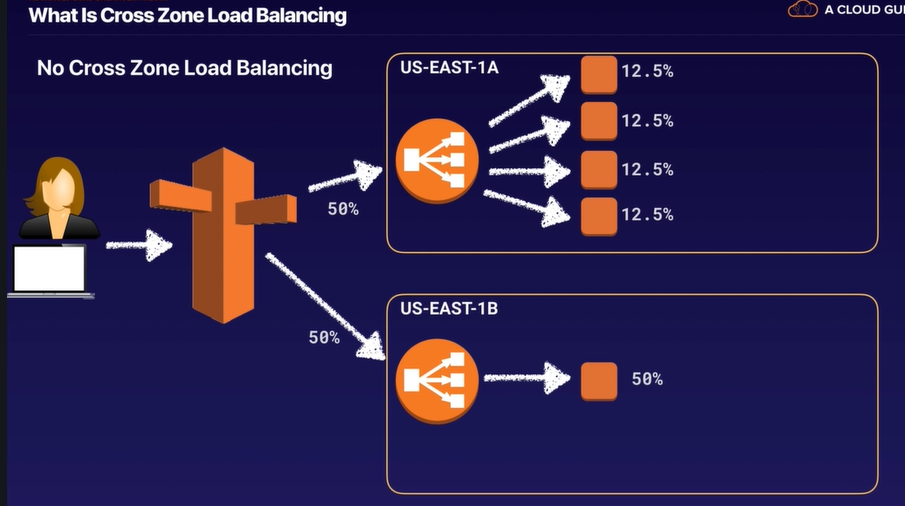 What Is Cross Zone Load Balancing
A CLOUD
No Cross Zone Load Balancing
US-EAST-1A
12.5%
12.5%
12.5%
12.5%
50%
50%
US-EAST-1B
50%